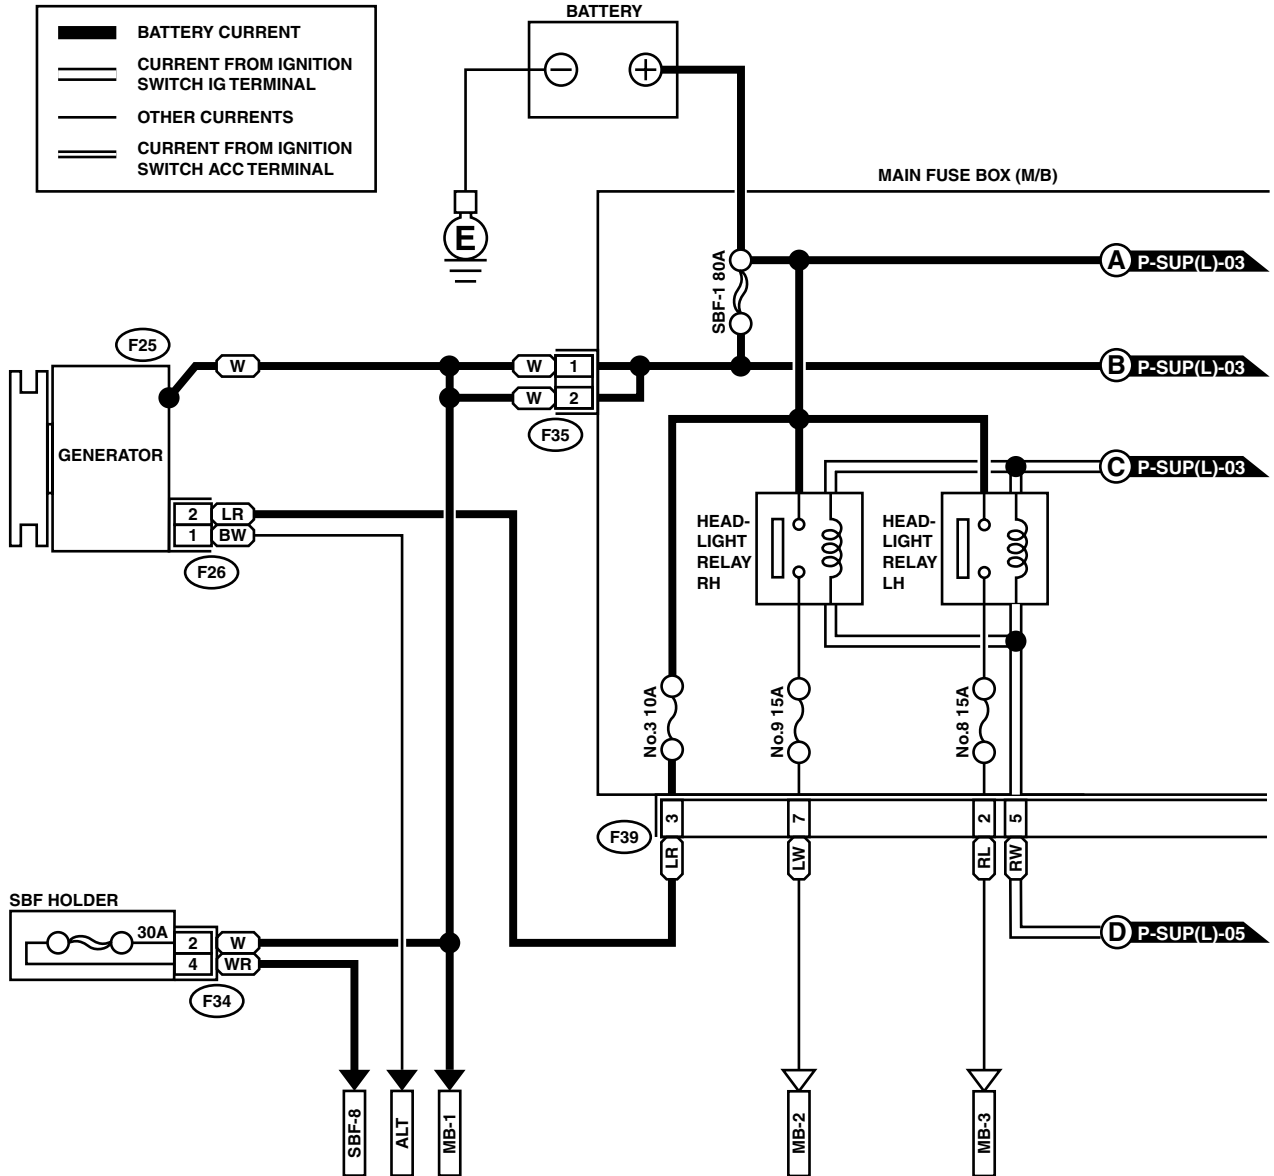 BATTERY CURRENT
CURRENT FROM IGNITION
SWITCH IG TERMINAL
OTHER CURRENTS
CURRENT FROM IGNITION
SWITCH ACC TERMINAL
BATTERY
− +
E
MAIN FUSE BOX (M/B)
SBF-1 80A
A P-SUP(L)-03
F25
W
W 1
B P-SUP(L)-03
W 2
F35
GENERATOR
C P-SUP(L)-03
2 LR
1 BW
F26
HEAD-
LIGHT
RELAY
RH
HEAD-
LIGHT
RELAY
LH
No.3 10A
No.9 15A
No.8 15A
F39
3
7
2
5
LR
LW
RL
RW
SBF HOLDER
30A
2 W
4 WR
F34
D P-SUP(L)-05
SBF-8
ALT
MB-1
MB-2
MB-3